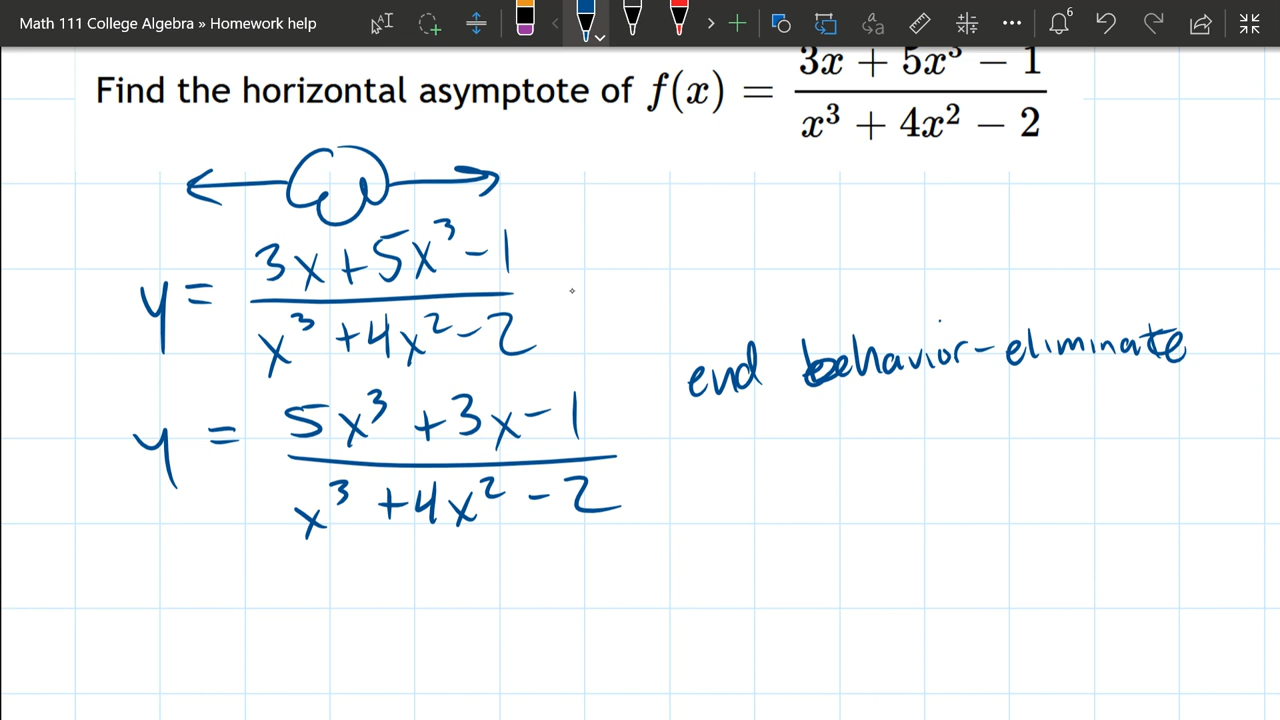 Math 111 College Algebra » Homework help
6
Find the horizontal asymptote of f(x) = (3x + 5x³ − 1)/(x³ + 4x² − 2)
y = (3x + 5x³ − 1)/(x³ + 4x² − 2)
end behavior - eliminate
y = (5x³ + 3x − 1)/(x³ + 4x² − 2)